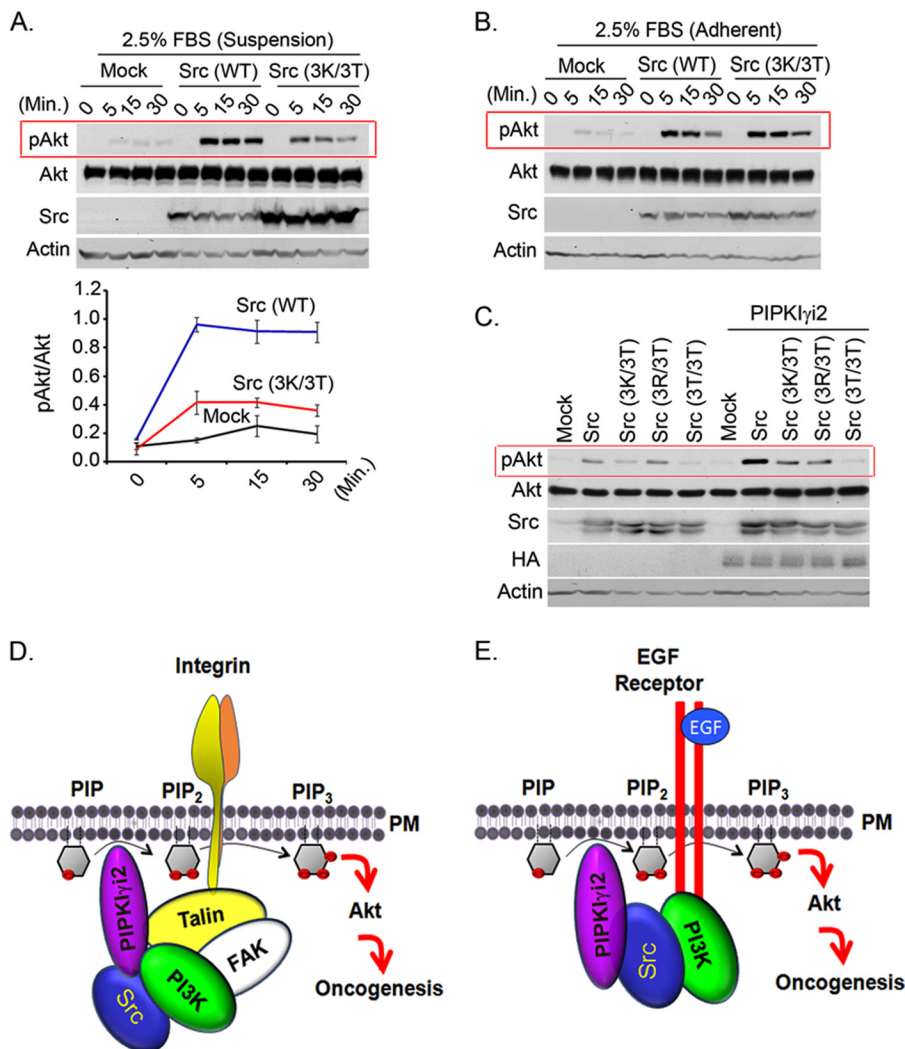 A.
2.5% FBS (Suspension)
Mock Src (WT) Src (3K/3T)
(Min.) 0 5 15 30 0 5 15 30 0 5 15 30
pAkt
Akt
Src
Actin
1.2
1.0
0.8
0.6
0.4
0.2
0.0
pAkt/Akt
Src (WT)
Src (3K/3T)
Mock
0 5 15 30 (Min.)
B.
2.5% FBS (Adherent)
Mock Src (WT) Src (3K/3T)
(Min.) 0 5 15 30 0 5 15 30 0 5 15 30
pAkt
Akt
Src
Actin
C.
PIPKIγi2
Mock Src Src (3K/3T) Src (3R/3T) Src (3T/3T) Mock Src Src (3K/3T) Src (3R/3T) Src (3T/3T)
pAkt
Akt
Src
HA
Actin
D.
Integrin
PIP PIP₂ PIP₃
PM
PIPKIγi2
Talin
FAK
PI3K
Src
Akt
Oncogenesis
E.
EGF
Receptor
EGF
PIP PIP₂ PIP₃
PM
PIPKIγi2
Src
PI3K
Akt
Oncogenesis